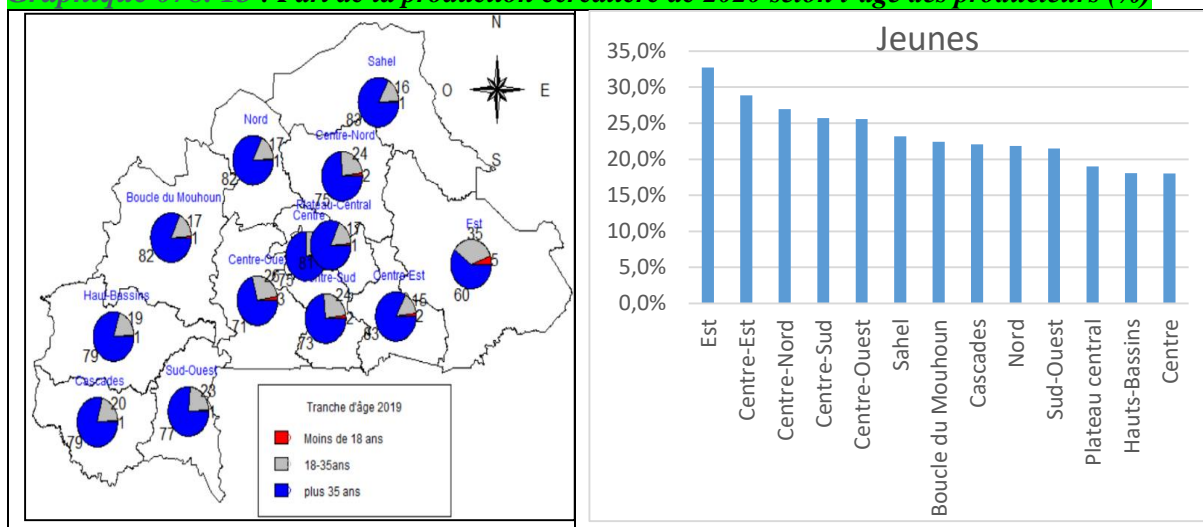 : Part de la production céréalière de 2020 selon l'âge des producteurs (%)
N
O E
S
Sahel
16
1
83
Nord
17
1
82
Centre-Nord
24
2
75
Boucle du Mouhoun
17
1
82
Plateau-Central
17
1
81
Centre
75
Est
35
5
60
Centre-Oues
26
3
71
Centre-Sud
24
2
73
Centre-Est
15
2
83
Haut-Bassins
19
1
79
Cascades
20
1
79
Sud-Ouest
23
1
77
Tranche d'âge 2019
Moins de 18 ans
18-35ans
plus 35 ans
Jeunes
35,0%
30,0%
25,0%
20,0%
15,0%
10,0%
5,0%
0,0%
Est
Centre-Est
Centre-Nord
Centre-Sud
Centre-Ouest
Sahel
Boucle du Mouhoun
Cascades
Nord
Sud-Ouest
Plateau central
Hauts-Bassins
Centre